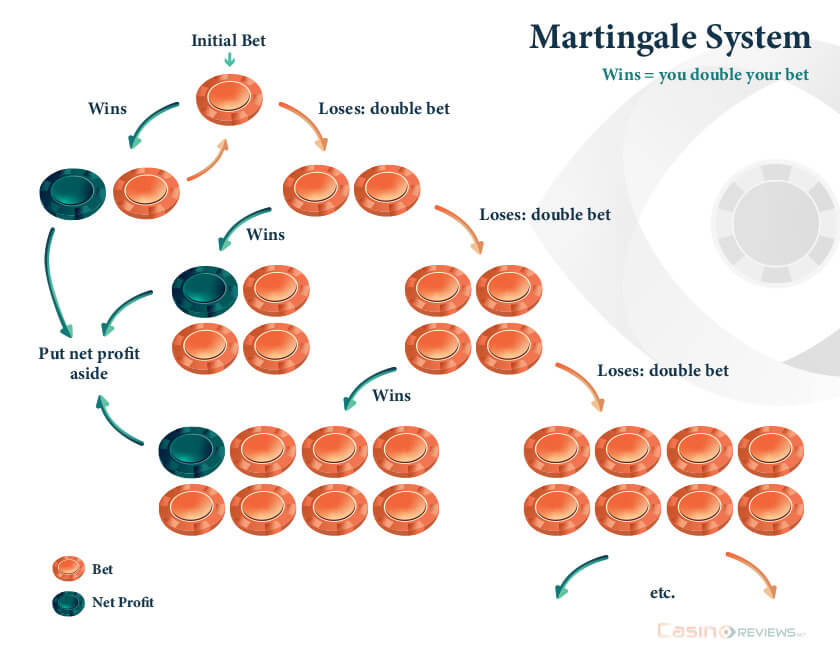 Martingale System
Wins = you double your bet
Initial Bet
Wins
Loses: double bet
Wins
Loses: double bet
Put net profit
aside
Wins
Loses: double bet
Bet
Net Profit
etc.
CasinoREVIEWS.NET